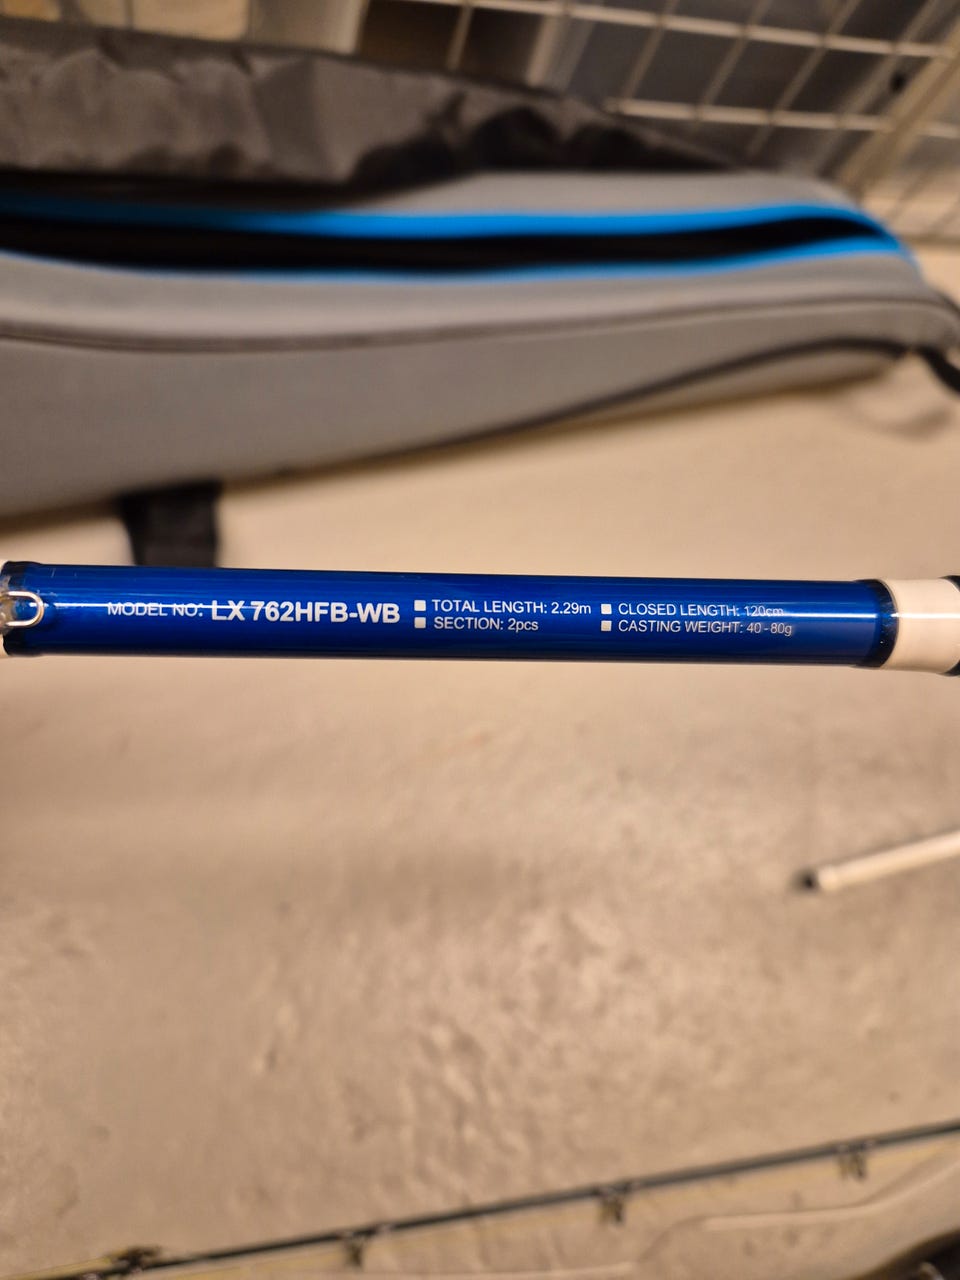 MODEL NO: LX 762HFB-WB
■ TOTAL LENGTH: 2.29m
■ SECTION: 2pcs
■ CLOSED LENGTH: 120cm
■ CASTING WEIGHT: 40-80g